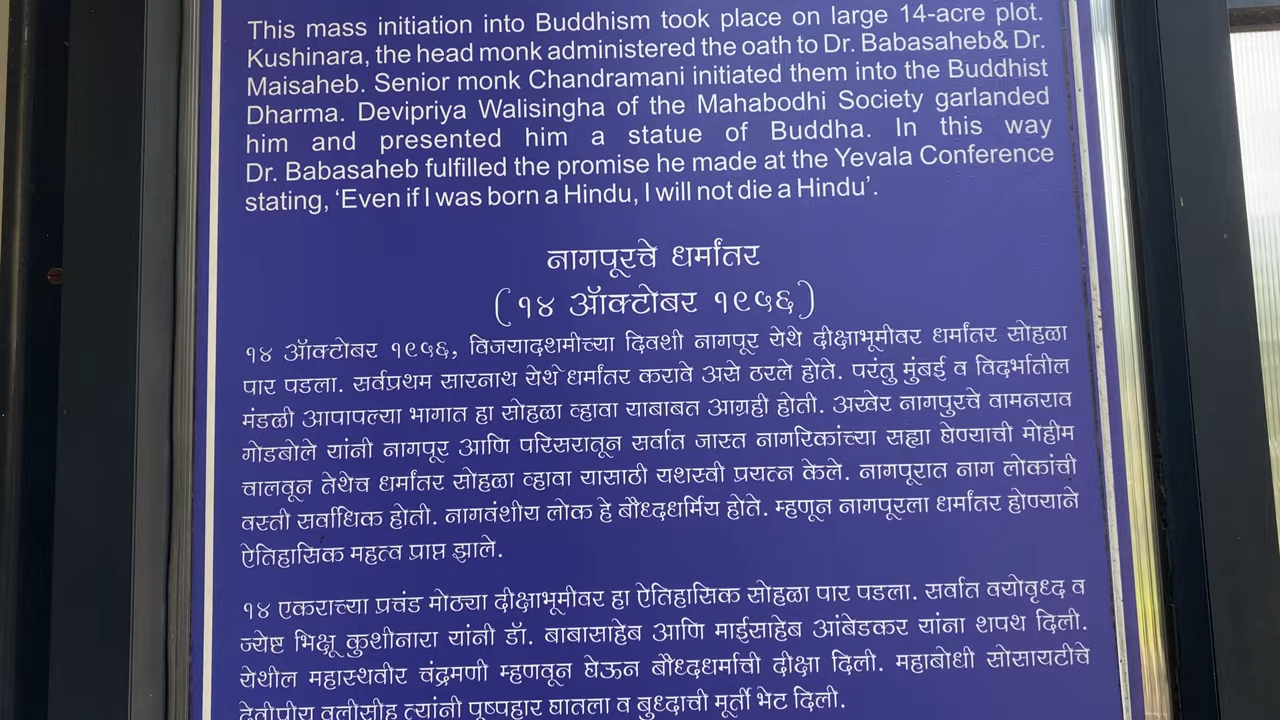 This mass initiation into Buddhism took place on large 14-acre plot.
Kushinara, the head monk administered the oath to Dr. Babasaheb& Dr.
Maisaheb. Senior monk Chandramani initiated them into the Buddhist
Dharma. Devipriya Walisingha of the Mahabodhi Society garlanded
him and presented him a statue of Buddha. In this way
Dr. Babasaheb fulfilled the promise he made at the Yevala Conference
stating, ‘Even if I was born a Hindu, I will not die a Hindu’.
नागपूरचे धर्मांतर
(१४ ऑक्टोबर १९५६)
१४ ऑक्टोबर १९५६, विजयादशमीच्या दिवशी नागपूर येथे दीक्षाभूमीवर धर्मांतर सोहळा
पार पडला. सर्वप्रथम सारनाथ येथे धर्मांतर करावे असे ठरले होते. परंतु मुंबई व विदर्भातील
मंडळी आपापल्या भागात हा सोहळा व्हावा याबाबत आग्रही होती. अखेर नागपुरचे वामनराव
गोडबोले यांनी नागपूर आणि परिसरातून सर्वात जास्त नागरिकांच्या सह्या घेण्याची मोहीम
चालवून तेथेच धर्मांतर सोहळा व्हावा यासाठी यशस्वी प्रयत्न केले. नागपूरात नाग लोकांची
वस्ती सर्वाधिक होती. नागवंशीय लोक हे बौध्दधर्मिय होते. म्हणून नागपूरला धर्मांतर होण्याने
ऐतिहासिक महत्व प्राप्त झाले.
१४ एकराच्या प्रचंड मोठ्या दीक्षाभूमीवर हा ऐतिहासिक सोहळा पार पडला. सर्वात वयोवृध्द व
ज्येष्ट भिक्षू कुशीनारा यांनी डॉ. बाबासाहेब आणि माईसाहेब आंबेडकर यांना शपथ दिली.
येथील महास्थवीर चंद्रमणी म्हणवून घेऊन बौध्दधर्माची दीक्षा दिली. महाबोधी सोसायटीचे
देवीप्रीय वलीसींह त्यांनी पूष्पहार घातला व बुध्दाची मूर्ती भेट दिली.